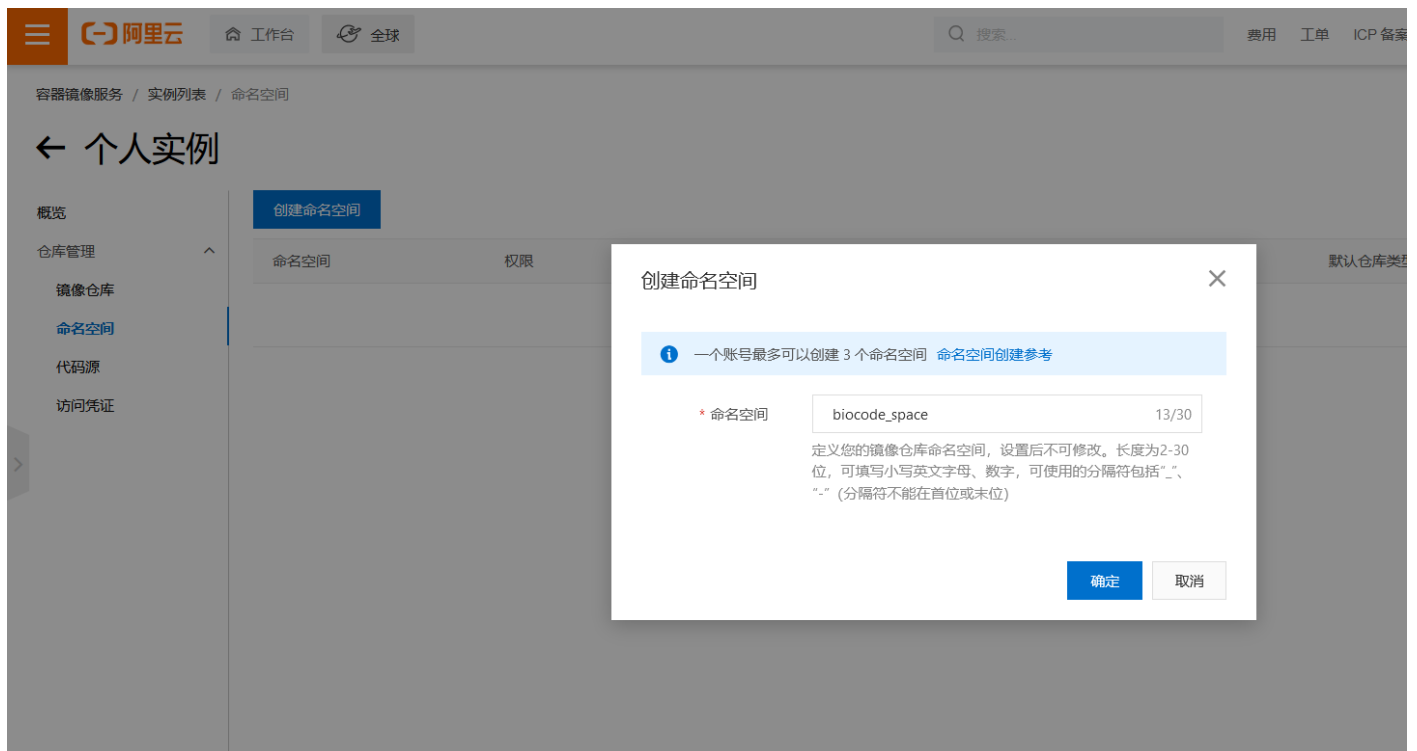 阿里云 工作台 全球 搜索... 费用 工单 ICP 备案
容器镜像服务 / 实例列表 / 命名空间
← 个人实例
概览
仓库管理
镜像仓库
命名空间
代码源
访问凭证
创建命名空间
命名空间 权限 默认仓库类型
创建命名空间
一个账号最多可以创建 3 个命名空间 命名空间创建参考
* 命名空间 biocode_space 13/30
定义您的镜像仓库命名空间，设置后不可修改。长度为2-30
位，可填写小写英文字母、数字，可使用的分隔符包括“_”、
“-”（分隔符不能在首位或末位）
确定 取消